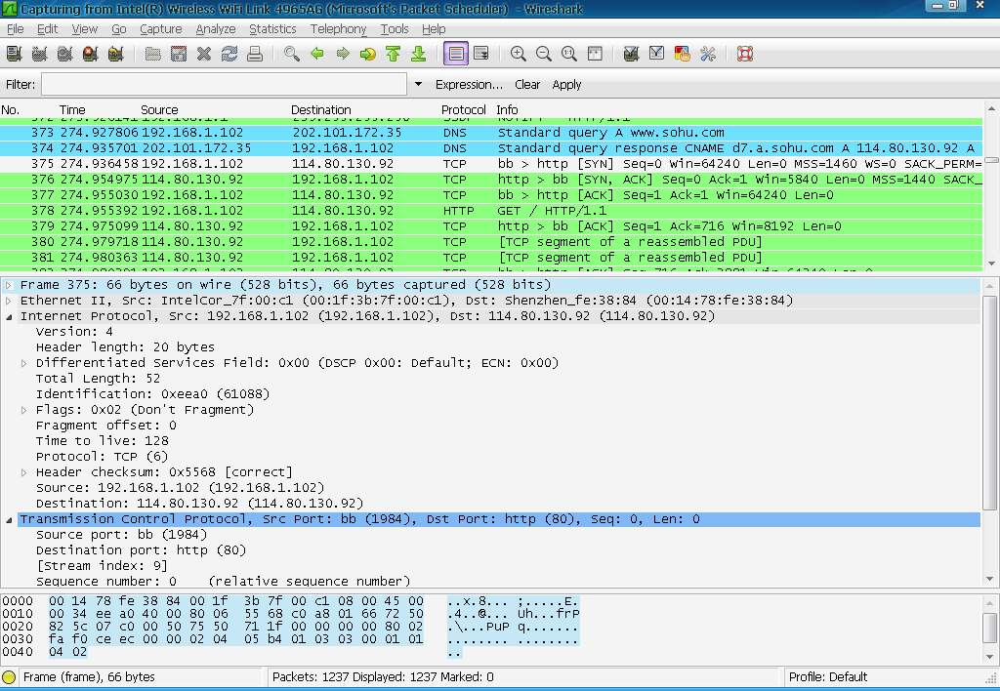 Capturing from Intel(R) Wireless WiFi Link 4965AG (Microsoft's Packet Scheduler) - Wireshark
File Edit View Go Capture Analyze Statistics Telephony Tools Help
Filter: Expression... Clear Apply
No. Time Source Destination Protocol Info
373 274.927806 192.168.1.102 202.101.172.35 DNS Standard query A www.sohu.com
374 274.935701 202.101.172.35 192.168.1.102 DNS Standard query response CNAME d7.a.sohu.com A 114.80.130.92 A
375 274.936458 192.168.1.102 114.80.130.92 TCP bb > http [SYN] Seq=0 Win=64240 Len=0 MSS=1460 WS=0 SACK_PERM=
376 274.954975 114.80.130.92 192.168.1.102 TCP http > bb [SYN, ACK] Seq=0 Ack=1 Win=5840 Len=0 MSS=1440 SACK_
377 274.955030 192.168.1.102 114.80.130.92 TCP bb > http [ACK] Seq=1 Ack=1 Win=64240 Len=0
378 274.955392 192.168.1.102 114.80.130.92 HTTP GET / HTTP/1.1
379 274.975099 114.80.130.92 192.168.1.102 TCP http > bb [ACK] Seq=1 Ack=716 Win=8192 Len=0
380 274.979718 114.80.130.92 192.168.1.102 TCP [TCP segment of a reassembled PDU]
381 274.980363 114.80.130.92 192.168.1.102 TCP [TCP segment of a reassembled PDU]
Frame 375: 66 bytes on wire (528 bits), 66 bytes captured (528 bits)
Ethernet II, Src: IntelCor_7f:00:c1 (00:1f:3b:7f:00:c1), Dst: Shenzhen_fe:38:84 (00:14:78:fe:38:84)
Internet Protocol, Src: 192.168.1.102 (192.168.1.102), Dst: 114.80.130.92 (114.80.130.92)
Version: 4
Header length: 20 bytes
Differentiated Services Field: 0x00 (DSCP 0x00: Default; ECN: 0x00)
Total Length: 52
Identification: 0xeea0 (61088)
Flags: 0x02 (Don't Fragment)
Fragment offset: 0
Time to live: 128
Protocol: TCP (6)
Header checksum: 0x5568 [correct]
Source: 192.168.1.102 (192.168.1.102)
Destination: 114.80.130.92 (114.80.130.92)
Transmission Control Protocol, Src Port: bb (1984), Dst Port: http (80), Seq: 0, Len: 0
Source port: bb (1984)
Destination port: http (80)
[Stream index: 9]
Sequence number: 0 (relative sequence number)
0000 00 14 78 fe 38 84 00 1f 3b 7f 00 c1 08 00 45 00 ..x.8... ;.....E.
0010 00 34 ee a0 40 00 80 06 55 68 c0 a8 01 66 72 50 .4..@... Uh...frP
0020 82 5c 07 c0 00 50 75 50 71 1f 00 00 00 00 80 02 .\...PuP q.......
0030 fa f0 ce ec 00 00 02 04 05 b4 01 03 03 00 01 01 ........ ........
0040 04 02 ..
Frame (frame), 66 bytes Packets: 1237 Displayed: 1237 Marked: 0 Profile: Default